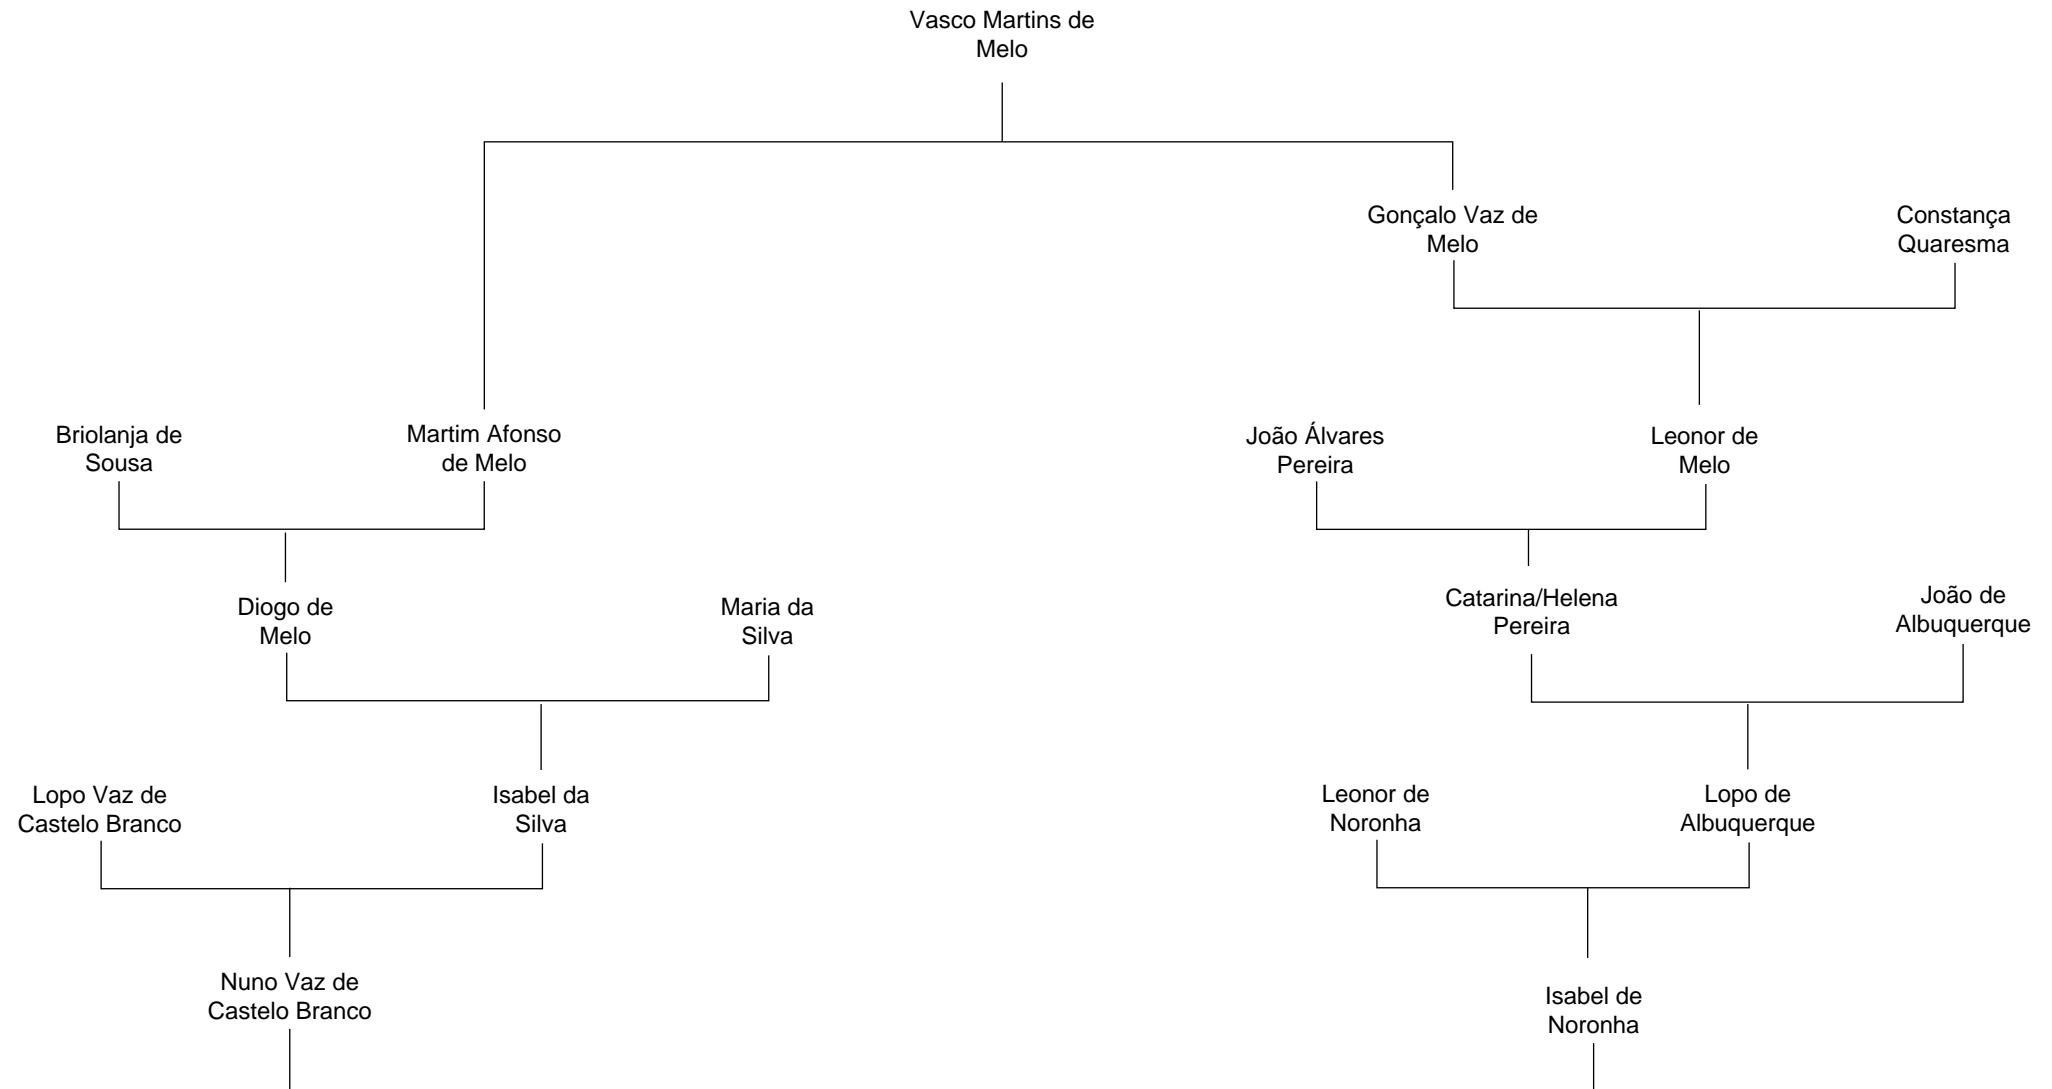 Vasco Martins de
Melo
Gonçalo Vaz de
Melo
Constança
Quaresma
Briolanja de
Sousa
Martim Afonso
de Melo
João Álvares
Pereira
Leonor de
Melo
Diogo de
Melo
Maria da
Silva
Catarina/Helena
Pereira
João de
Albuquerque
Lopo Vaz de
Castelo Branco
Isabel da
Silva
Leonor de
Noronha
Lopo de
Albuquerque
Nuno Vaz de
Castelo Branco
Isabel de
Noronha